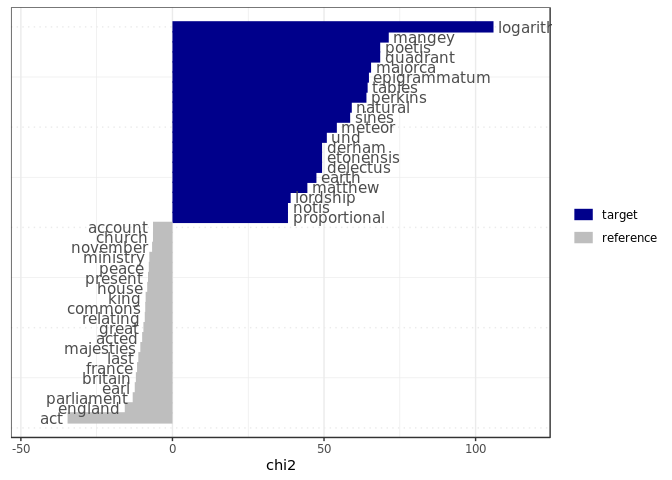 logarith
mangey
poetis
quadrant
majorca
epigrammatum
tables
perkins
natural
sines
meteor
und
derham
etonensis
delectus
earth
matthew
lordship
notis
proportional
account
church
november
ministry
peace
present
house
king
commons
relating
great
acted
majesties
last
france
britain
earl
parliament
england
act
target
reference
-50 0 50 100
chi2